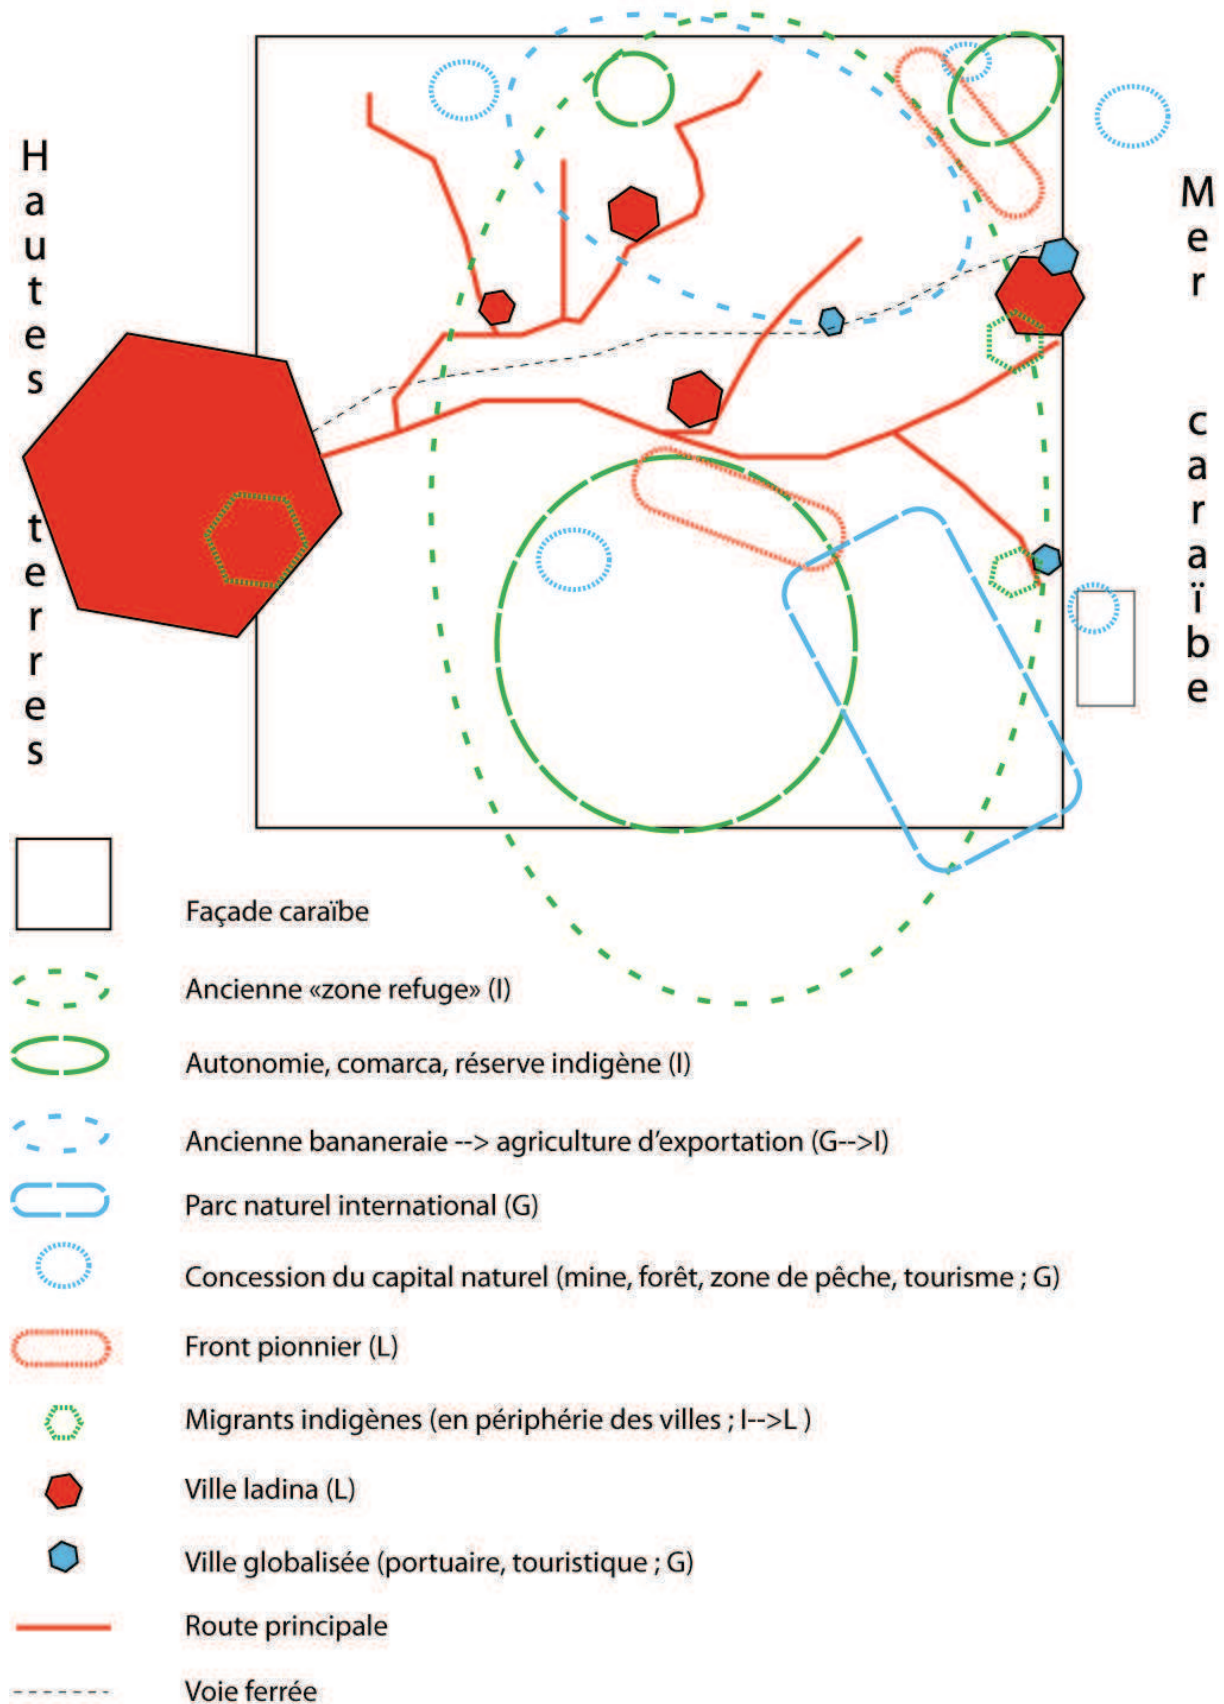 Hautes terres
Mer caraïbe
Façade caraïbe
Ancienne «zone refuge» (I)
Autonomie, comarca, réserve indigène (I)
Ancienne bananeraie --> agriculture d'exportation (G-->I)
Parc naturel international (G)
Concession du capital naturel (mine, forêt, zone de pêche, tourisme ; G)
Front pionnier (L)
Migrants indigènes (en périphérie des villes ; I-->L )
Ville ladina (L)
Ville globalisée (portuaire, touristique ; G)
Route principale
Voie ferrée